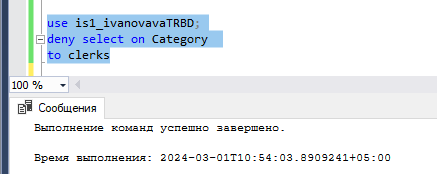 use is1_ivanovavaTRBD;
deny select on Category
to clerks
100 %
Сообщения
Выполнение команд успешно завершено.
Время выполнения: 2024-03-01T10:54:03.8909241+05:00